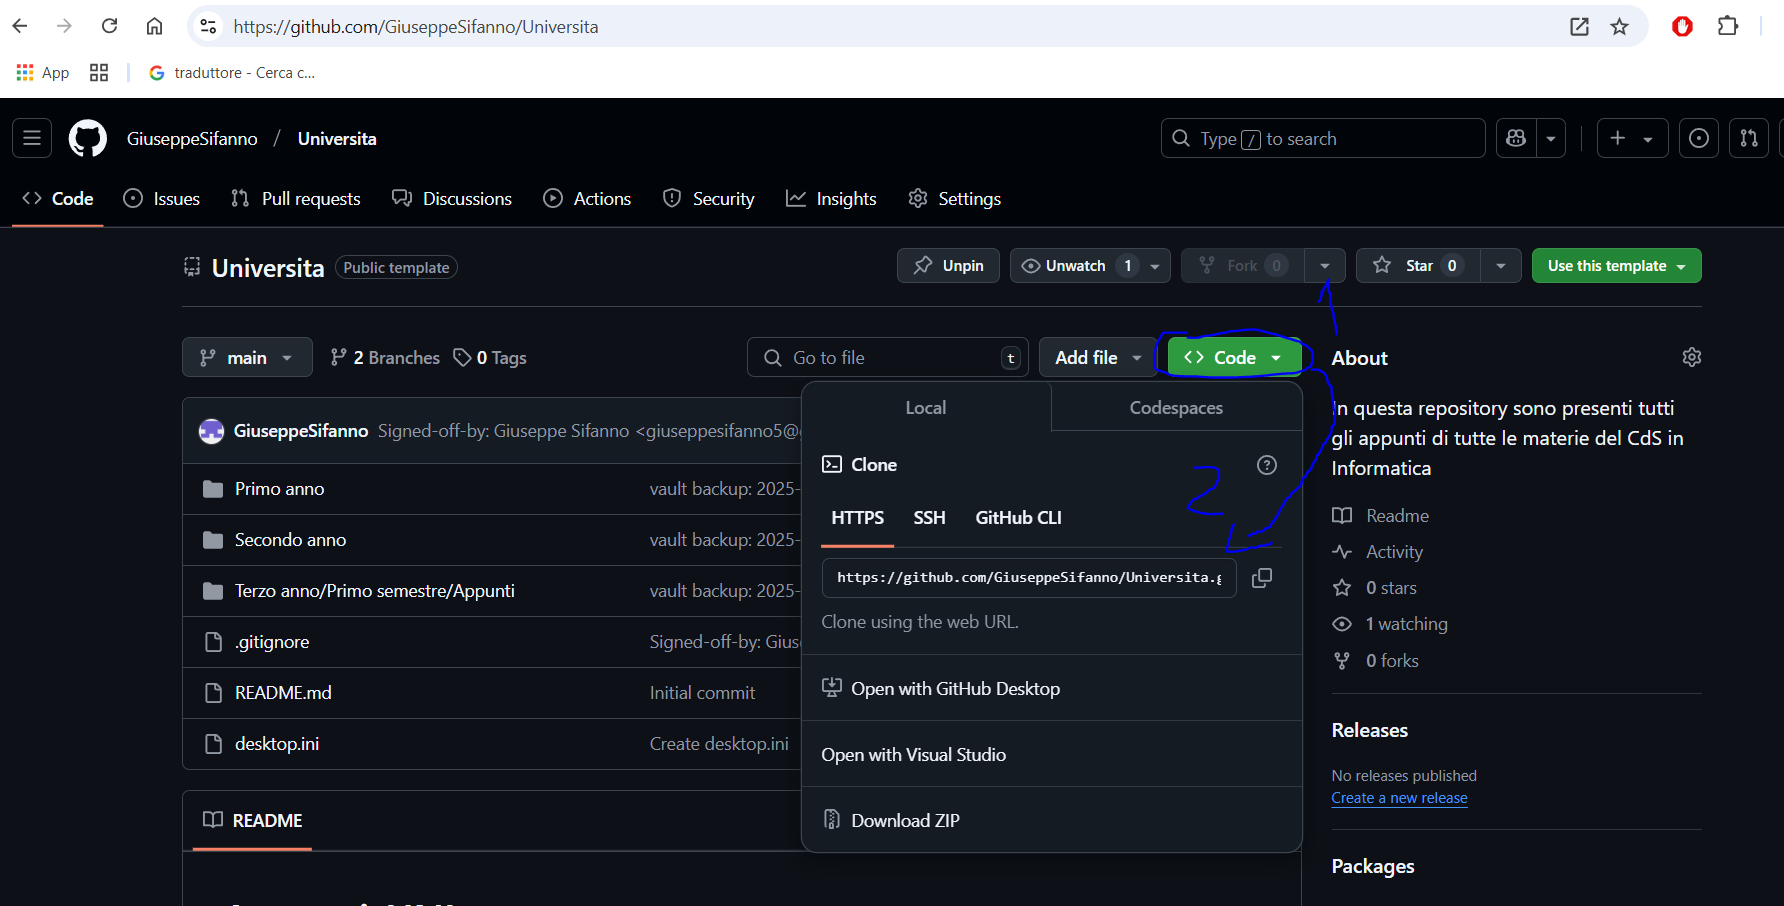 https://github.com/GiuseppeSifanno/Universita
App
traduttore - Cerca c...
GiuseppeSifanno / Universita
Type / to search
Code Issues Pull requests Discussions Actions Security Insights Settings
Universita Public template
Unpin Unwatch 1 Fork 0 Star 0 Use this template
main 2 Branches 0 Tags
Go to file t Add file Code
1
Local Codespaces
Clone
HTTPS SSH GitHub CLI
2
https://github.com/GiuseppeSifanno/Universita.g
Clone using the web URL.
Open with GitHub Desktop
Open with Visual Studio
Download ZIP
GiuseppeSifanno Signed-off-by: Giuseppe Sifanno <giuseppesifanno5@
Primo anno vault backup: 2025-
Secondo anno vault backup: 2025-
Terzo anno/Primo semestre/Appunti vault backup: 2025-
.gitignore Signed-off-by: Gius
README.md Initial commit
desktop.ini Create desktop.ini
README
About
In questa repository sono presenti tutti
gli appunti di tutte le materie del CdS in
Informatica
Readme
Activity
0 stars
1 watching
0 forks
Releases
No releases published
Create a new release
Packages